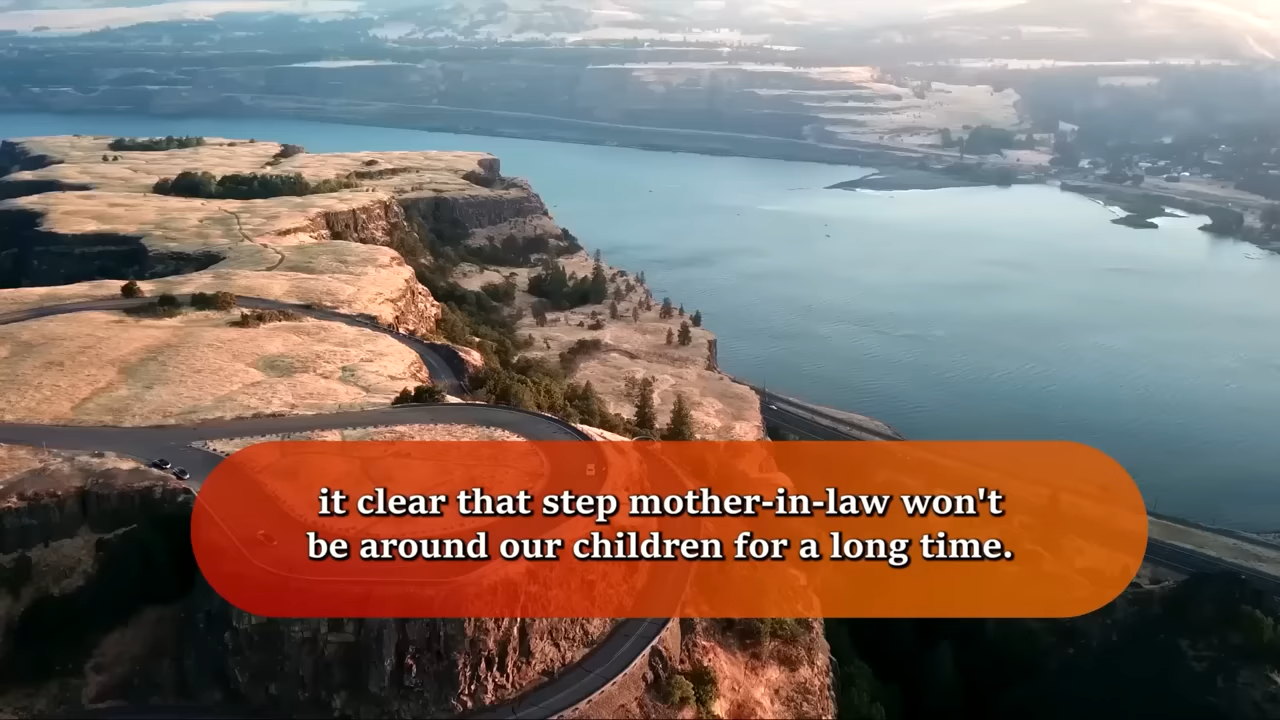 it clear that step mother-in-law won't
be around our children for a long time.